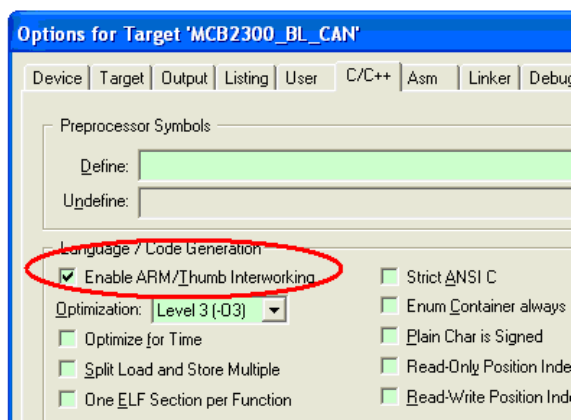 Options for Target 'MCB2300_BL_CAN'
Device Target Output Listing User C/C++ Asm Linker Debug
Preprocessor Symbols
Define:
Undefine:
Language / Code Generation
Enable ARM/Thumb Interworking
Strict ANSI C
Optimization: Level 3 (-O3)
Enum Container always
Optimize for Time
Plain Char is Signed
Split Load and Store Multiple
Read-Only Position Inde
One ELF Section per Function
Read-Write Position Inde